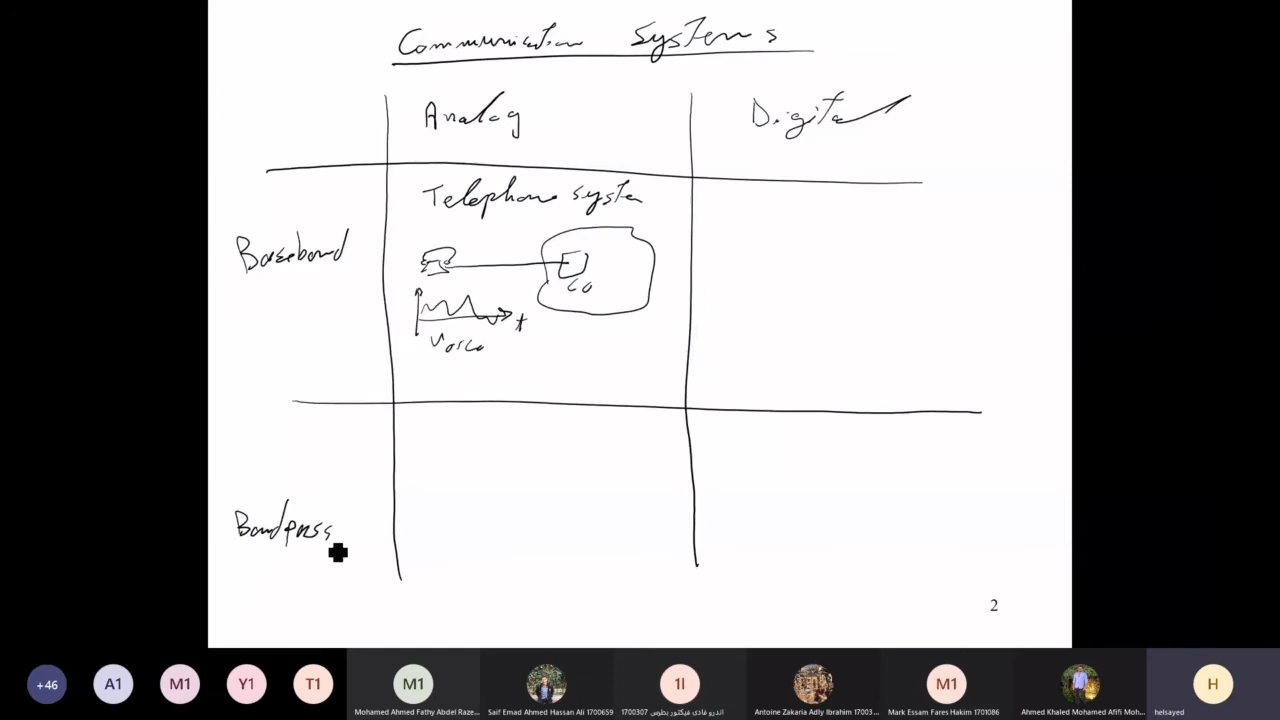 Communication Systems
Analog
Digital
Telephone system
Baseband
CO
t
Voice
Bandpass
2
+46
A1
M1
Y1
T1
M1
1I
M1
H
Mohamed Ahmed Fathy Abdel Raze...
Saif Emad Ahmed Hassan Ali 1700659
اندرو فادى فيكتور بطرس 1700307
Antoine Zakaria Adly Ibrahim 17003...
Mark Essam Fares Hakim 1701086
Ahmed Khaled Mohamed Afifi Moh...
helsayed